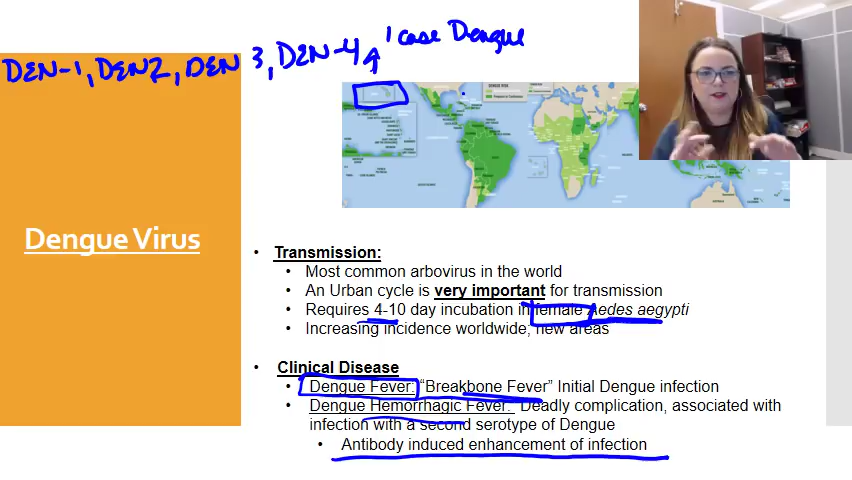 1 case Dengue
DEN-1, DEN2, DEN 3, DEN-4
DENGUE RISK
Dengue Virus
• Transmission:
• Most common arbovirus in the world
• An Urban cycle is very important for transmission
• Requires 4-10 day incubation in female Aedes aegypti
• Increasing incidence worldwide; new areas
• Clinical Disease
• Dengue Fever: “Breakbone Fever” Initial Dengue infection
• Dengue Hemorrhagic Fever: Deadly complication, associated with
infection with a second serotype of Dengue
• Antibody induced enhancement of infection